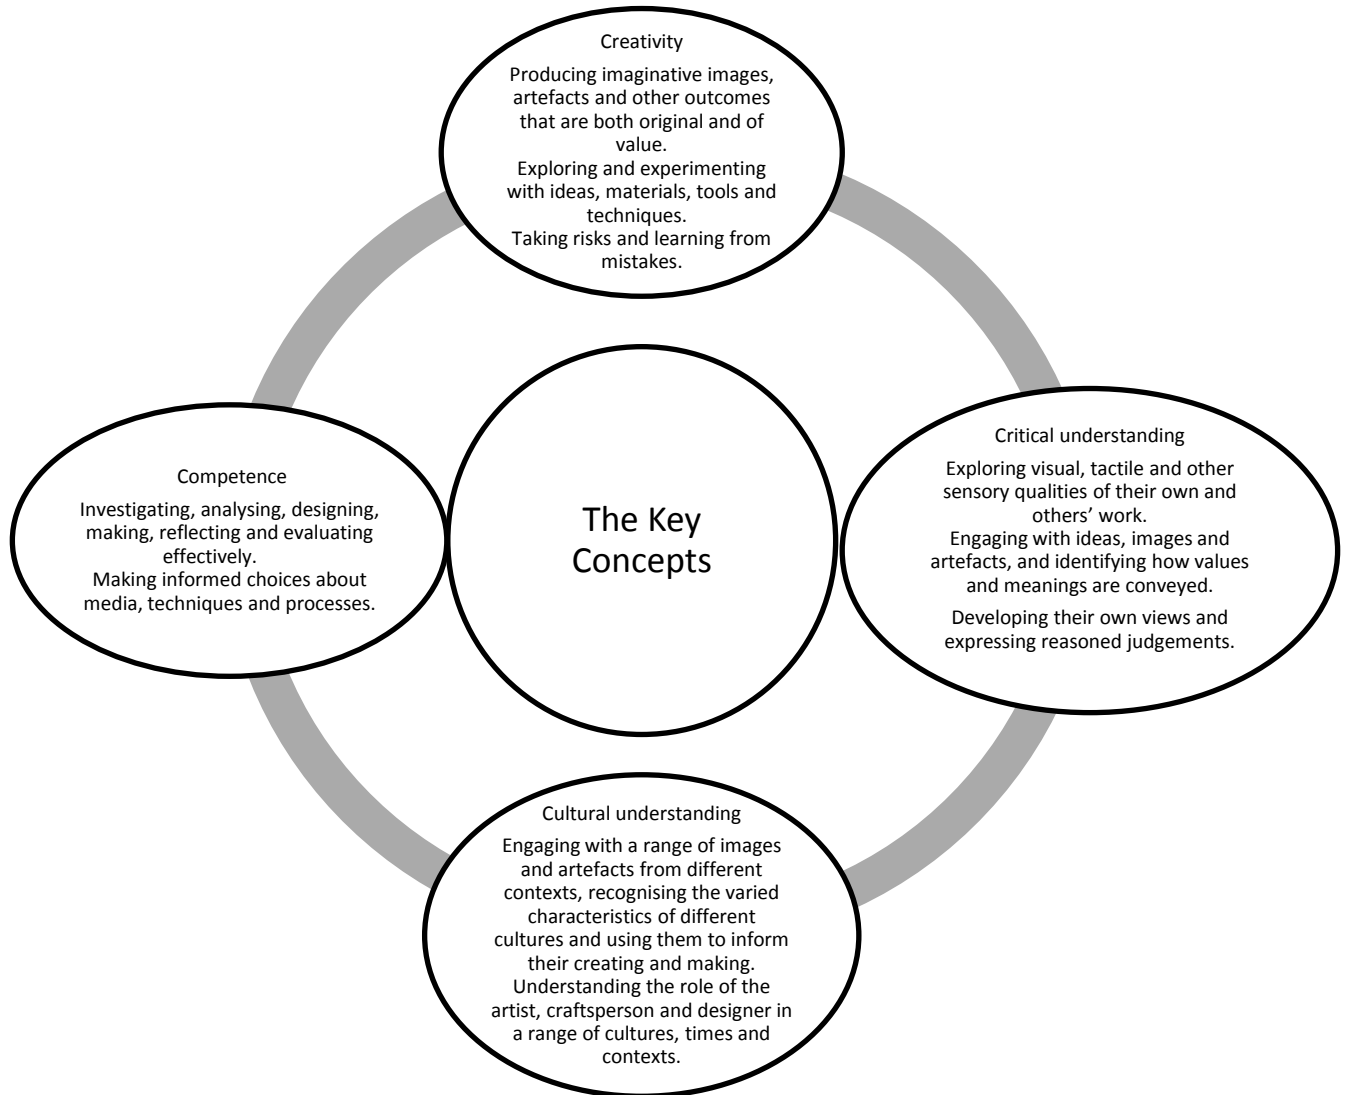 Creativity
Producing imaginative images,
artefacts and other outcomes
that are both original and of
value.
Exploring and experimenting
with ideas, materials, tools and
techniques.
Taking risks and learning from
mistakes.
Competence
Investigating, analysing, designing,
making, reflecting and evaluating
effectively.
Making informed choices about
media, techniques and processes.
The Key
Concepts
Critical understanding
Exploring visual, tactile and other
sensory qualities of their own and
others’ work.
Engaging with ideas, images and
artefacts, and identifying how values
and meanings are conveyed.
Developing their own views and
expressing reasoned judgements.
Cultural understanding
Engaging with a range of images
and artefacts from different
contexts, recognising the varied
characteristics of different
cultures and using them to inform
their creating and making.
Understanding the role of the
artist, craftsperson and designer in
a range of cultures, times and
contexts.